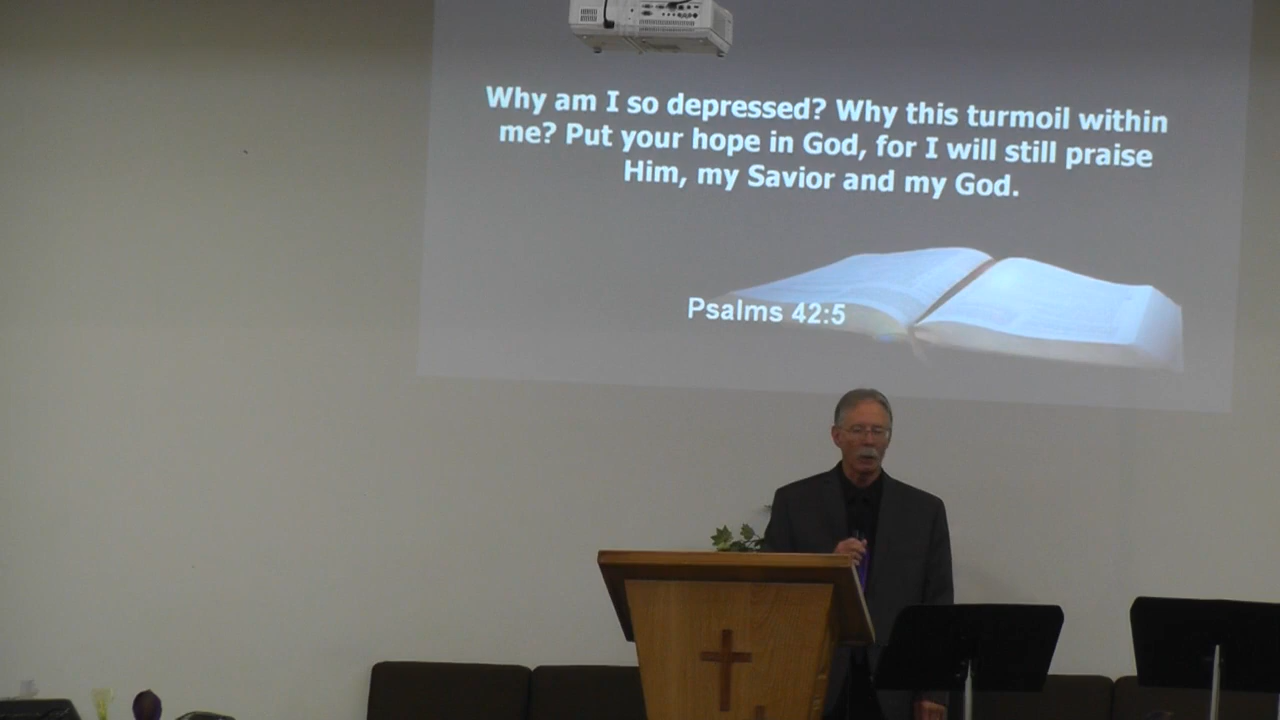 Why am I so depressed? Why this turmoil within
me? Put your hope in God, for I will still praise
Him, my Savior and my God.
Psalms 42:5